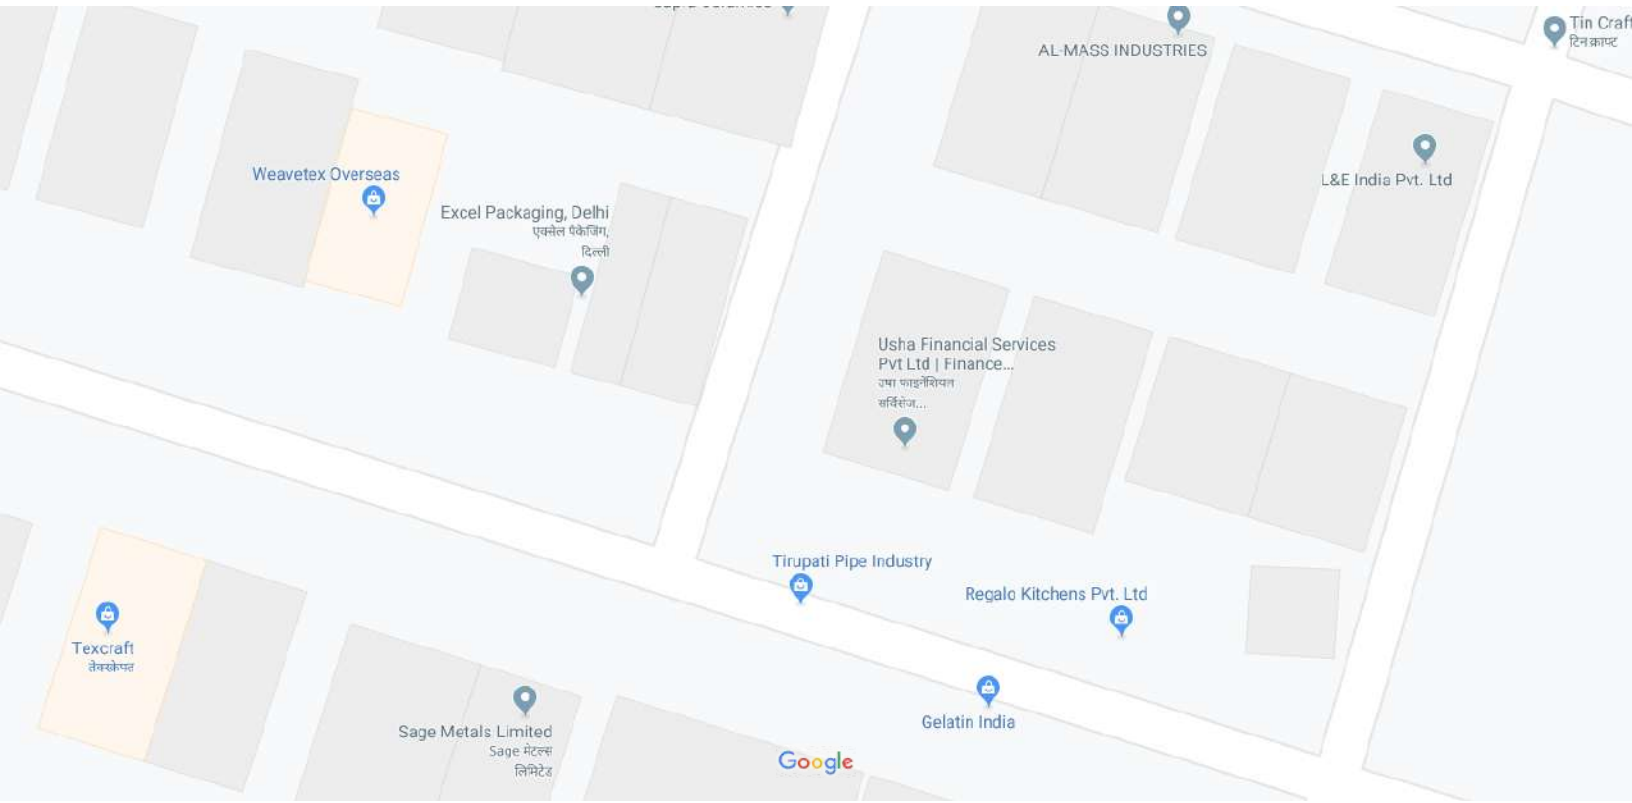 Tin Craft
टिन क्राफ्ट
AL-MASS INDUSTRIES
Weavetex Overseas
L&E India Pvt. Ltd
Excel Packaging, Delhi
एक्सेल पैकेजिंग,
दिल्ली
Usha Financial Services
Pvt Ltd | Finance...
उषा फाइनेंशियल
सर्विसेज...
Tirupati Pipe Industry
Regalo Kitchens Pvt. Ltd
Texcraft
Sage Metals Limited
Sage मेटल्स
लिमिटेड
Gelatin India
Google